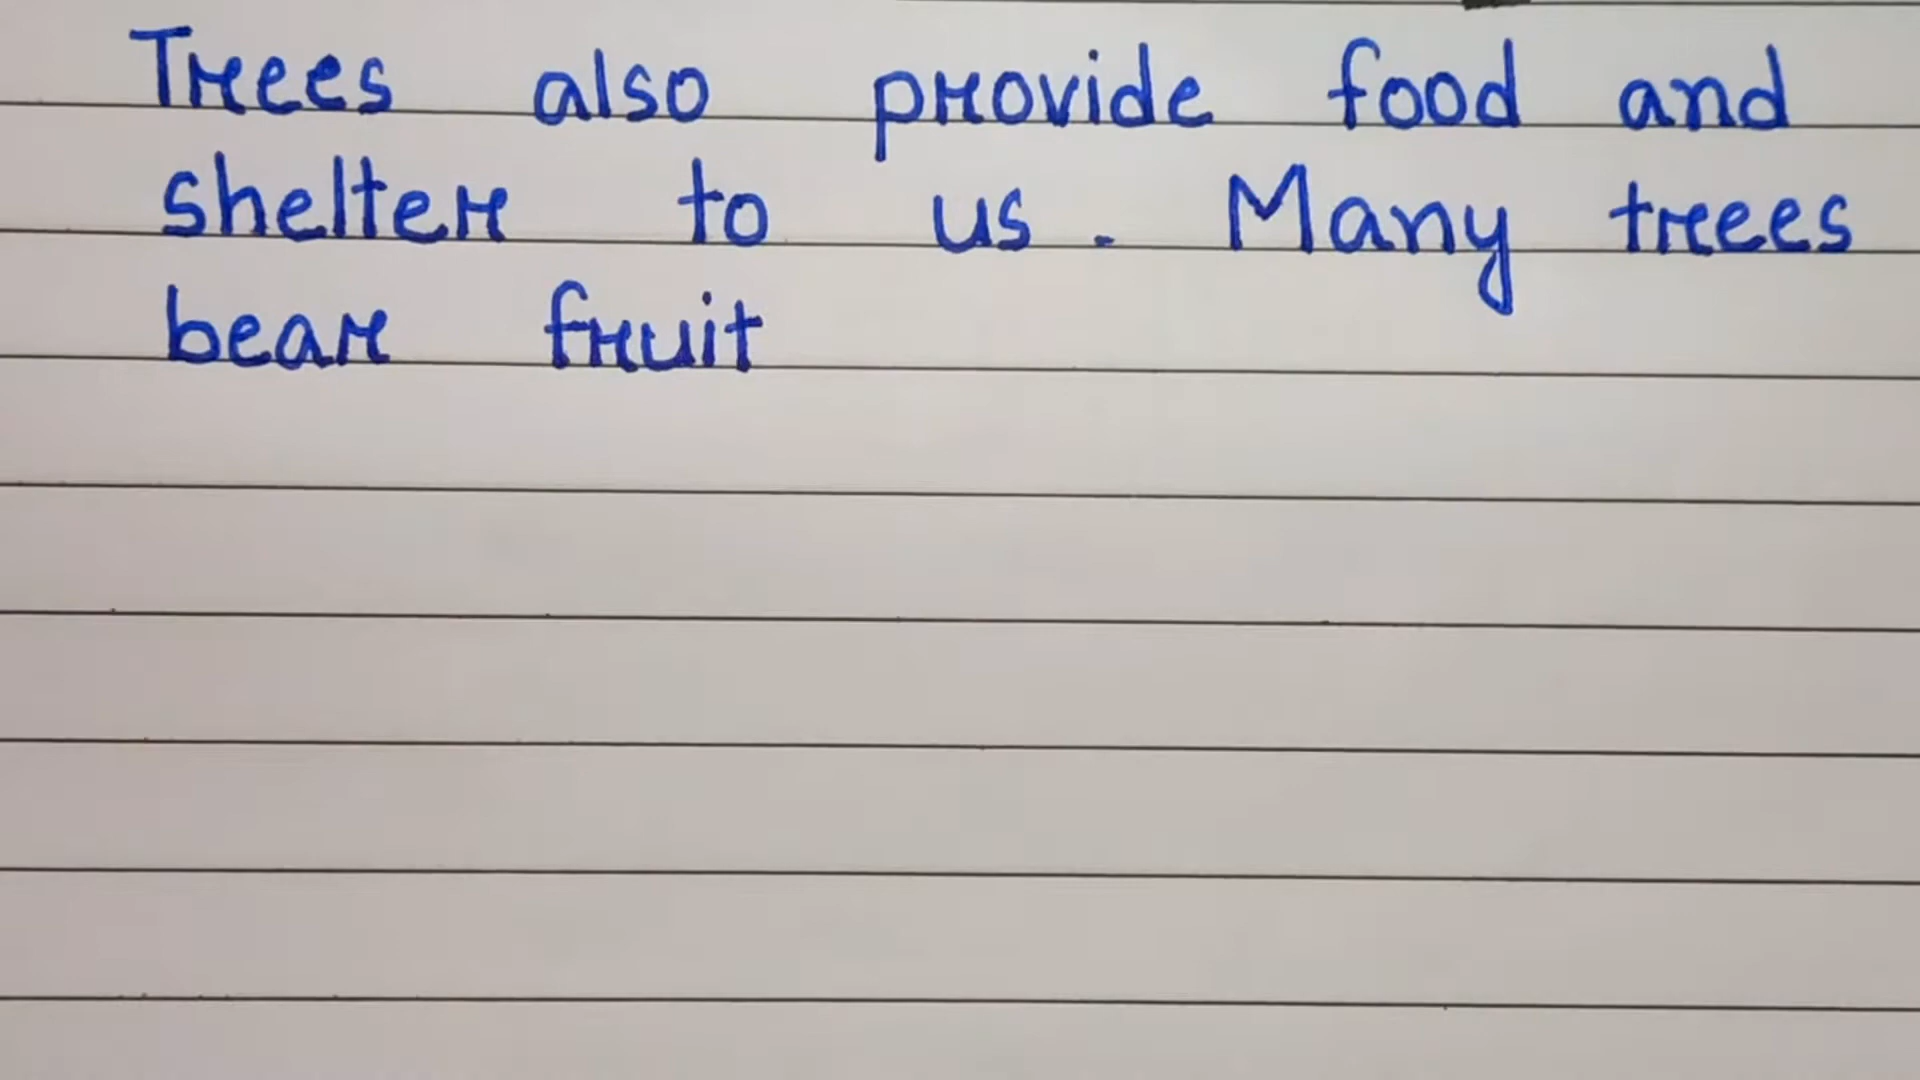 Trees also provide food and
shelter to us. Many trees
bear fruit